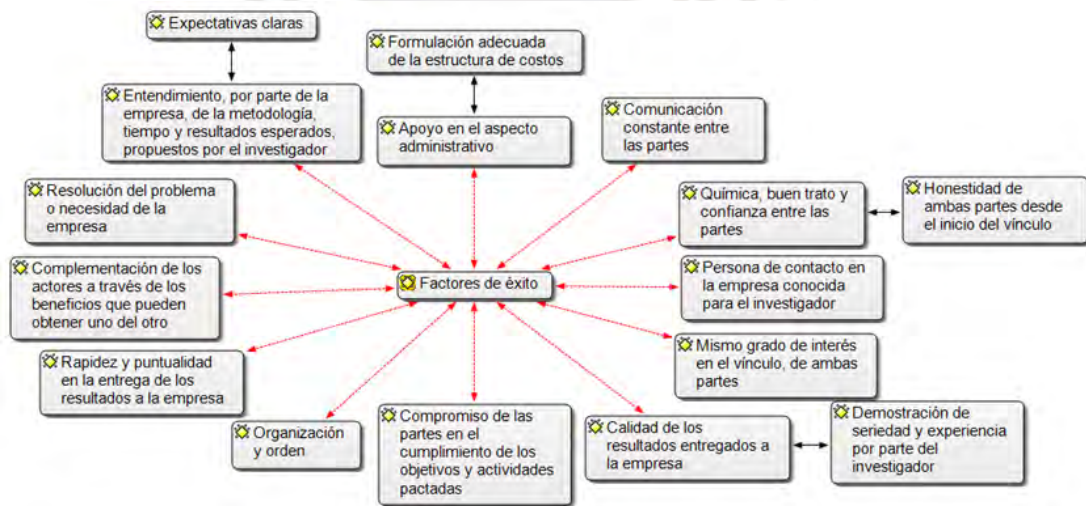 Expectativas claras
Formulación adecuada
de la estructura de costos
Entendimiento, por parte de la
empresa, de la metodología,
tiempo y resultados esperados,
propuestos por el investigador
Apoyo en el aspecto
administrativo
Comunicación
constante entre
las partes
Resolución del problema
o necesidad de la
empresa
Química, buen trato y
confianza entre las
partes
Honestidad de
ambas partes desde
el inicio del vínculo
Complementación de los
actores a través de los
beneficios que pueden
obtener uno del otro
Factores de éxito
Persona de contacto en
la empresa conocida
para el investigador
Rapidez y puntualidad
en la entrega de los
resultados a la empresa
Mismo grado de interés
en el vínculo, de ambas
partes
Organización
y orden
Compromiso de las
partes en el
cumplimiento de los
objetivos y actividades
pactadas
Calidad de los
resultados entregados a
la empresa
Demostración de
seriedad y experiencia
por parte del
investigador